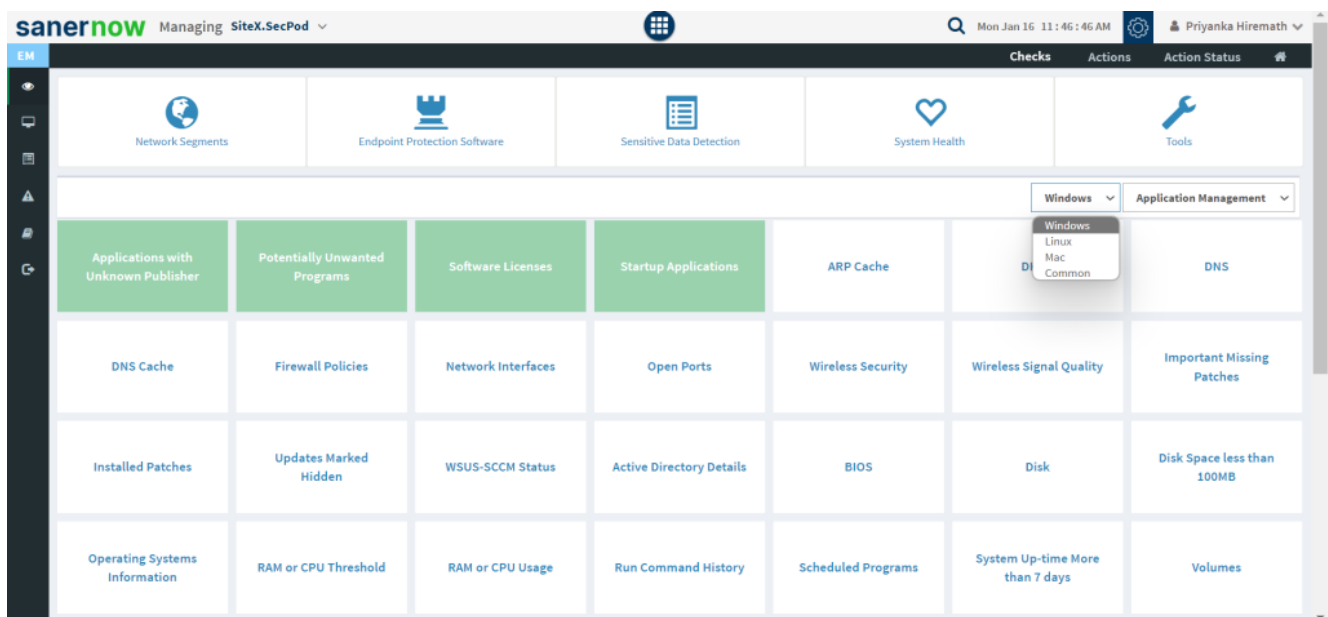 sanernow Managing SiteX.SecPod Mon Jan 16 11:46:46 AM Priyanka Hiremath
EM Checks Actions Action Status
Network Segments Endpoint Protection Software Sensitive Data Detection System Health Tools
Windows Application Management
Windows
Linux
Mac
Common
Applications with Unknown Publisher
Potentially Unwanted Programs
Software Licenses
Startup Applications
ARP Cache
DNS
DNS Cache
Firewall Policies
Network Interfaces
Open Ports
Wireless Security
Wireless Signal Quality
Important Missing Patches
Installed Patches
Updates Marked Hidden
WSUS-SCCM Status
Active Directory Details
BIOS
Disk
Disk Space less than 100MB
Operating Systems Information
RAM or CPU Threshold
RAM or CPU Usage
Run Command History
Scheduled Programs
System Up-time More than 7 days
Volumes